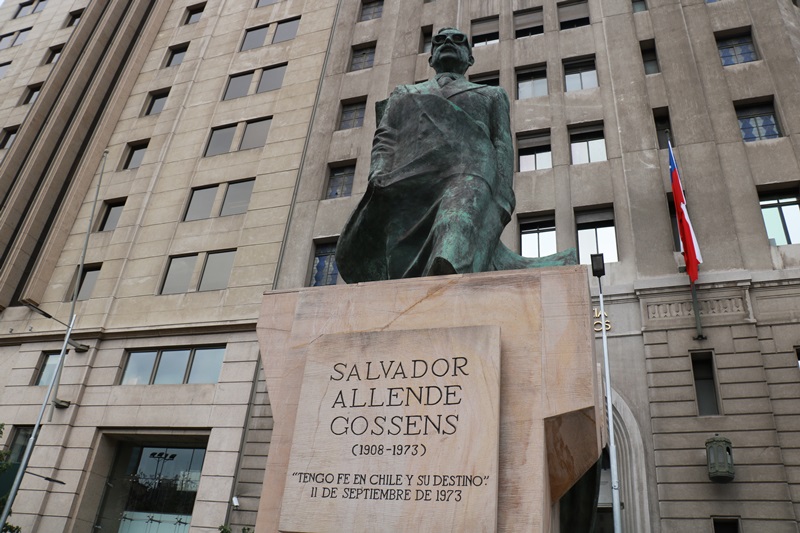 SALVADOR
ALLENDE
GOSSENS
(1908-1973)
"TENGO FE EN CHILE Y SU DESTINO".
11 DE SEPTIEMBRE DE 1973